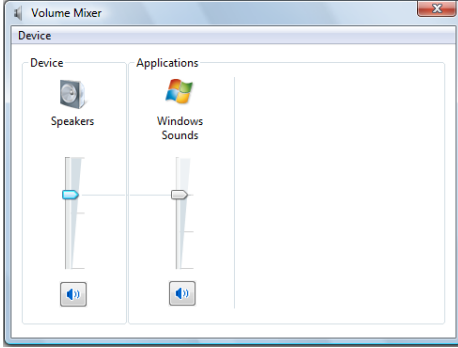 Volume Mixer
Device
Device
Applications
Speakers
Windows
Sounds